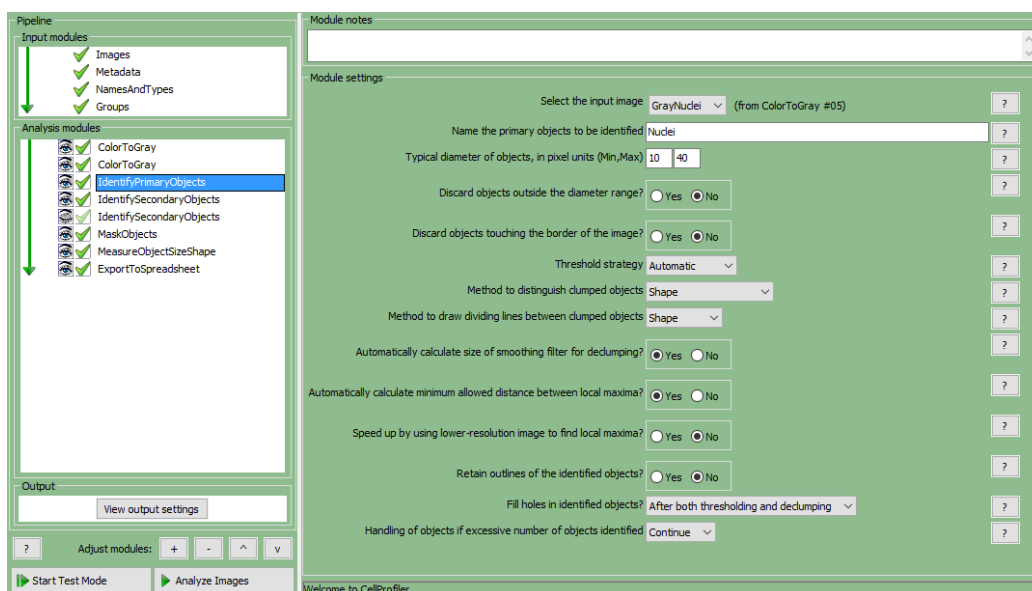 Pipeline
Input modules
Images
Metadata
NamesAndTypes
Groups
Analysis modules
ColorToGray
ColorToGray
IdentifyPrimaryObjects
IdentifySecondaryObjects
IdentifySecondaryObjects
MaskObjects
MeasureObjectSizeShape
ExportToSpreadsheet
Output
View output settings
? Adjust modules: + - ^ v
Start Test Mode Analyze Images
Module notes
Module settings
Select the input image GrayNuclei (from ColorToGray #05) ?
Name the primary objects to be identified Nuclei ?
Typical diameter of objects, in pixel units (Min,Max) 10 40 ?
Discard objects outside the diameter range? Yes No ?
Discard objects touching the border of the image? Yes No ?
Threshold strategy Automatic ?
Method to distinguish clumped objects Shape ?
Method to draw dividing lines between clumped objects Shape ?
Automatically calculate size of smoothing filter for declumping? Yes No ?
Automatically calculate minimum allowed distance between local maxima? Yes No ?
Speed up by using lower-resolution image to find local maxima? Yes No ?
Retain outlines of the identified objects? Yes No ?
Fill holes in identified objects? After both thresholding and declumping ?
Handling of objects if excessive number of objects identified Continue ?
Welcome to CellProfiler